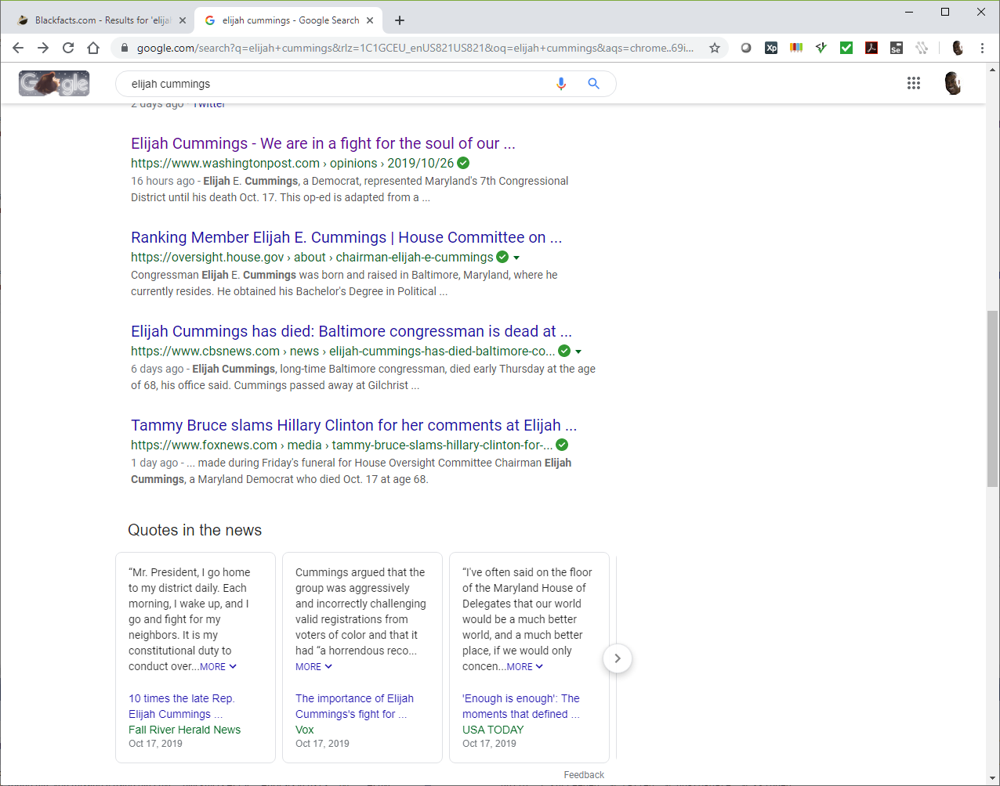 Blackfacts.com - Results for 'elijah
elijah cummings - Google Search
google.com/search?q=elijah+cummings&rlz=1C1GCEU_enUS821US821&oq=elijah+cummings&aqs=chrome..69i...
Xp
Se
Google
elijah cummings
2 days ago · Twitter
Elijah Cummings - We are in a fight for the soul of our ...
https://www.washingtonpost.com › opinions › 2019/10/26
16 hours ago - Elijah E. Cummings, a Democrat, represented Maryland's 7th Congressional
District until his death Oct. 17. This op-ed is adapted from a ...
Ranking Member Elijah E. Cummings | House Committee on ...
https://oversight.house.gov › about › chairman-elijah-e-cummings
Congressman Elijah E. Cummings was born and raised in Baltimore, Maryland, where he
currently resides. He obtained his Bachelor's Degree in Political ...
Elijah Cummings has died: Baltimore congressman is dead at ...
https://www.cbsnews.com › news › elijah-cummings-has-died-baltimore-co...
6 days ago - Elijah Cummings, long-time Baltimore congressman, died early Thursday at the age
of 68, his office said. Cummings passed away at Gilchrist ...
Tammy Bruce slams Hillary Clinton for her comments at Elijah ...
https://www.foxnews.com › media › tammy-bruce-slams-hillary-clinton-for-...
1 day ago - ... made during Friday's funeral for House Oversight Committee Chairman Elijah
Cummings, a Maryland Democrat who died Oct. 17 at age 68.
Quotes in the news
“Mr. President, I go home
to my district daily. Each
morning, I wake up, and I
go and fight for my
neighbors. It is my
constitutional duty to
conduct over...MORE
10 times the late Rep.
Elijah Cummings ...
Fall River Herald News
Oct 17, 2019
Cummings argued that the
group was aggressively
and incorrectly challenging
valid registrations from
voters of color and that it
had “a horrendous reco...
MORE
The importance of Elijah
Cummings's fight for ...
Vox
Oct 17, 2019
“I've often said on the floor
of the Maryland House of
Delegates that our world
would be a much better
world, and a much better
place, if we would only
concen...MORE
'Enough is enough': The
moments that defined ...
USA TODAY
Oct 17, 2019
Feedback